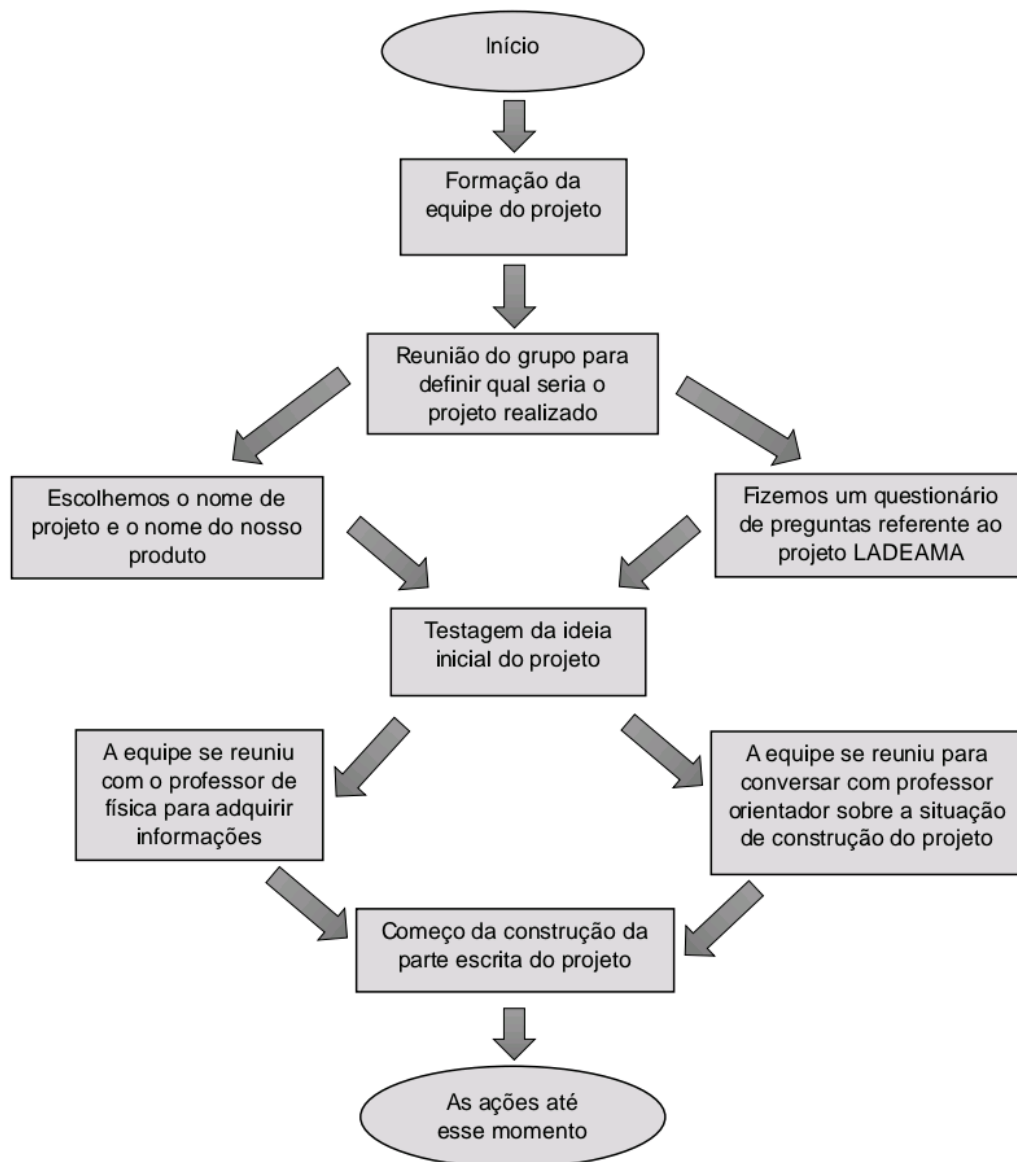 Início
Formação da
equipe do projeto
Reunião do grupo para
definir qual seria o
projeto realizado
Escolhemos o nome de
projeto e o nome do nosso
produto
Fizemos um questionário
de preguntas referente ao
projeto LADEAMA
Testagem da ideia
inicial do projeto
A equipe se reuniu
com o professor de
física para adquirir
informações
A equipe se reuniu para
conversar com professor
orientador sobre a situação
de construção do projeto
Começo da construção da
parte escrita do projeto
As ações até
esse momento